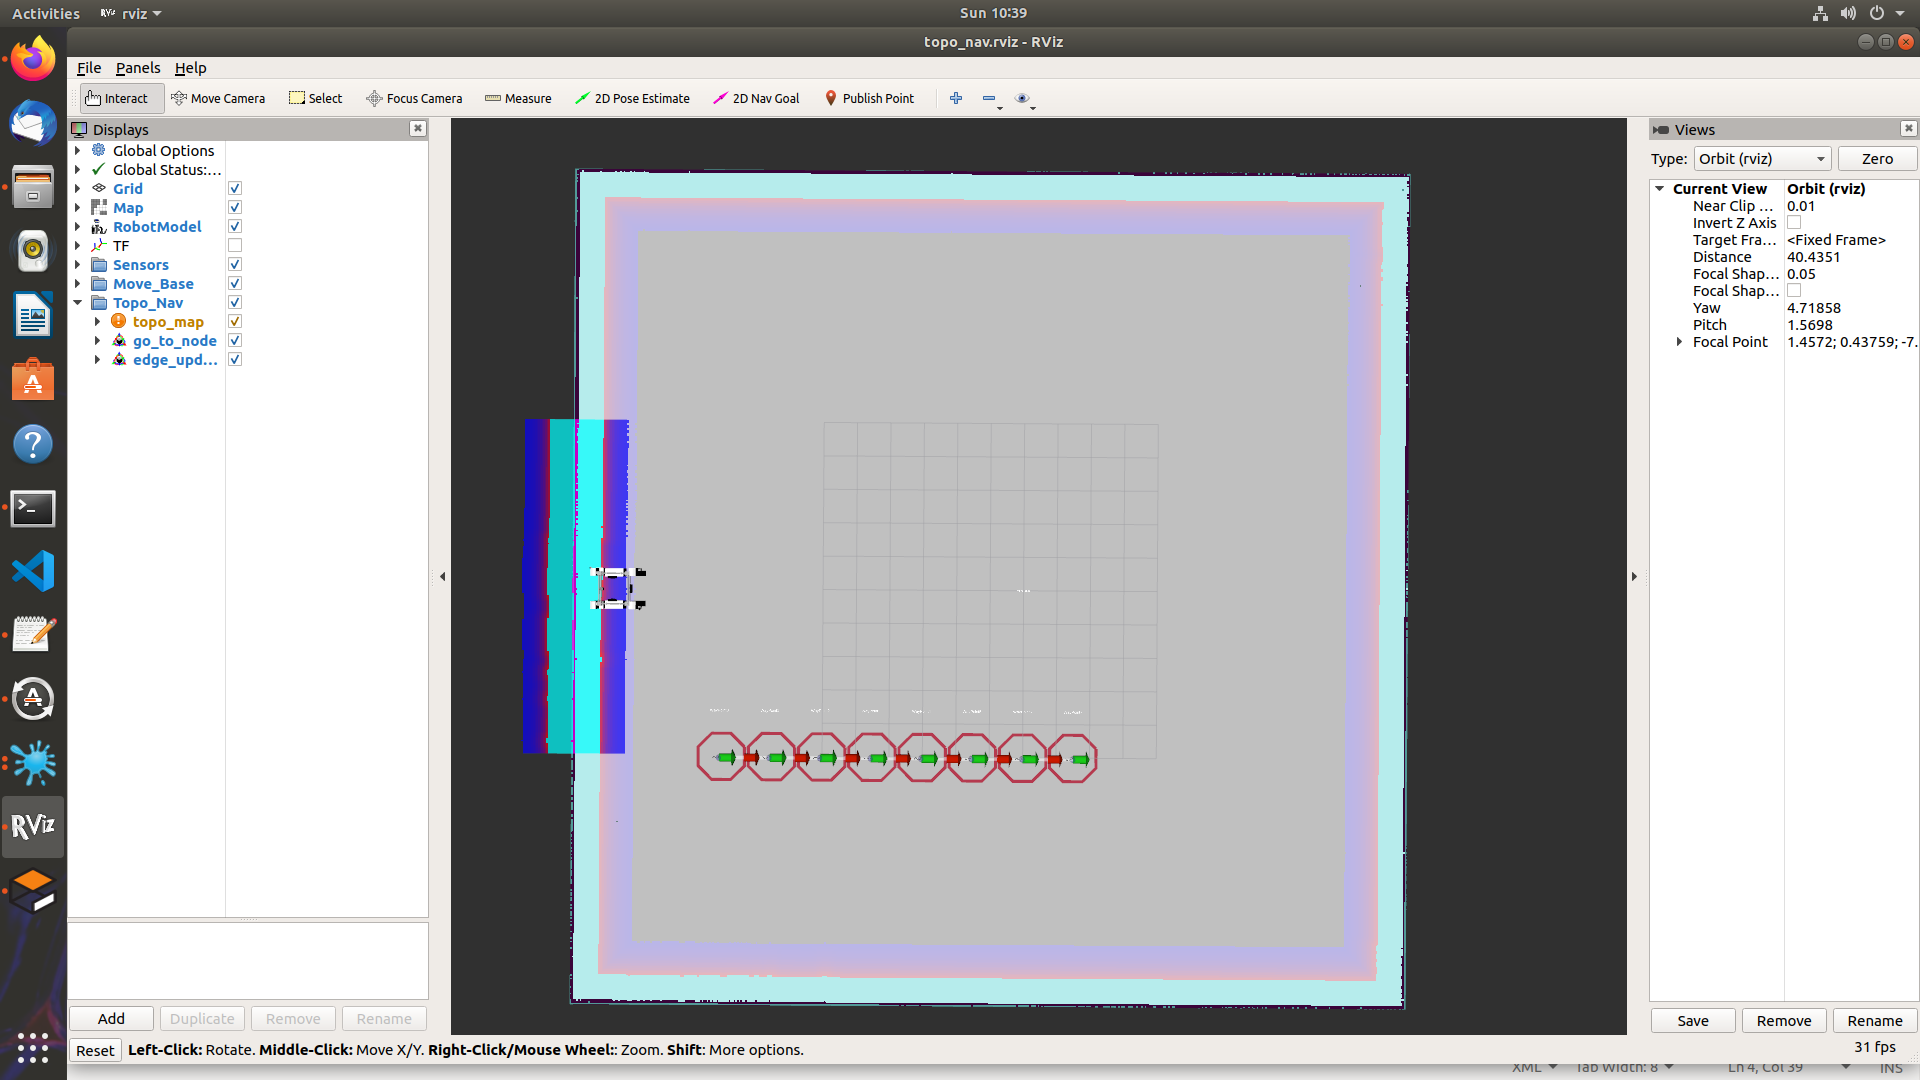 Activities
rviz
Sun 10:39
topo_nav.rviz - RViz
File Panels Help
Interact Move Camera Select Focus Camera Measure 2D Pose Estimate 2D Nav Goal Publish Point
Displays
Global Options
Global Status:...
Grid
Map
RobotModel
TF
Sensors
Move_Base
Topo_Nav
topo_map
go_to_node
edge_upd...
Add Duplicate Remove Rename
Reset Left-Click: Rotate. Middle-Click: Move X/Y. Right-Click/Mouse Wheel:: Zoom. Shift: More options.
Views
Type: Orbit (rviz) Zero
Current View Orbit (rviz)
Near Clip ... 0.01
Invert Z Axis
Target Fra... <Fixed Frame>
Distance 40.4351
Focal Shap... 0.05
Focal Shap...
Yaw 4.71858
Pitch 1.5698
Focal Point 1.4572; 0.43759; -7.
Save Remove Rename
31 fps
XML Tab Width: 8 Ln 4, Col 39 INS
RViz